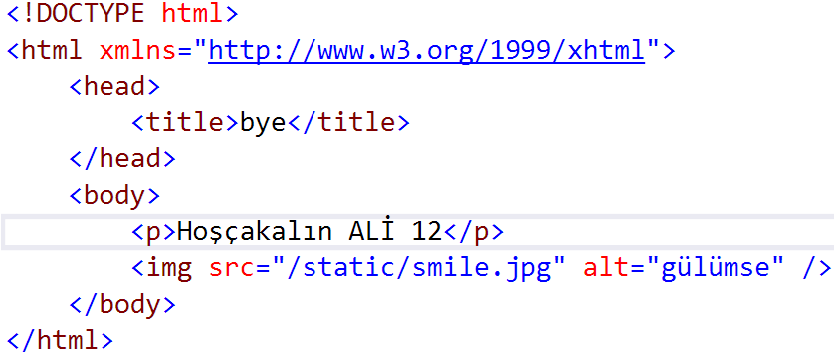 <!DOCTYPE html>
<html xmlns="http://www.w3.org/1999/xhtml">
    <head>
        <title>bye</title>
    </head>
    <body>
        <p>Hoşçakalın ALİ 12</p>
        <img src="/static/smile.jpg" alt="gülümse" />
    </body>
</html>